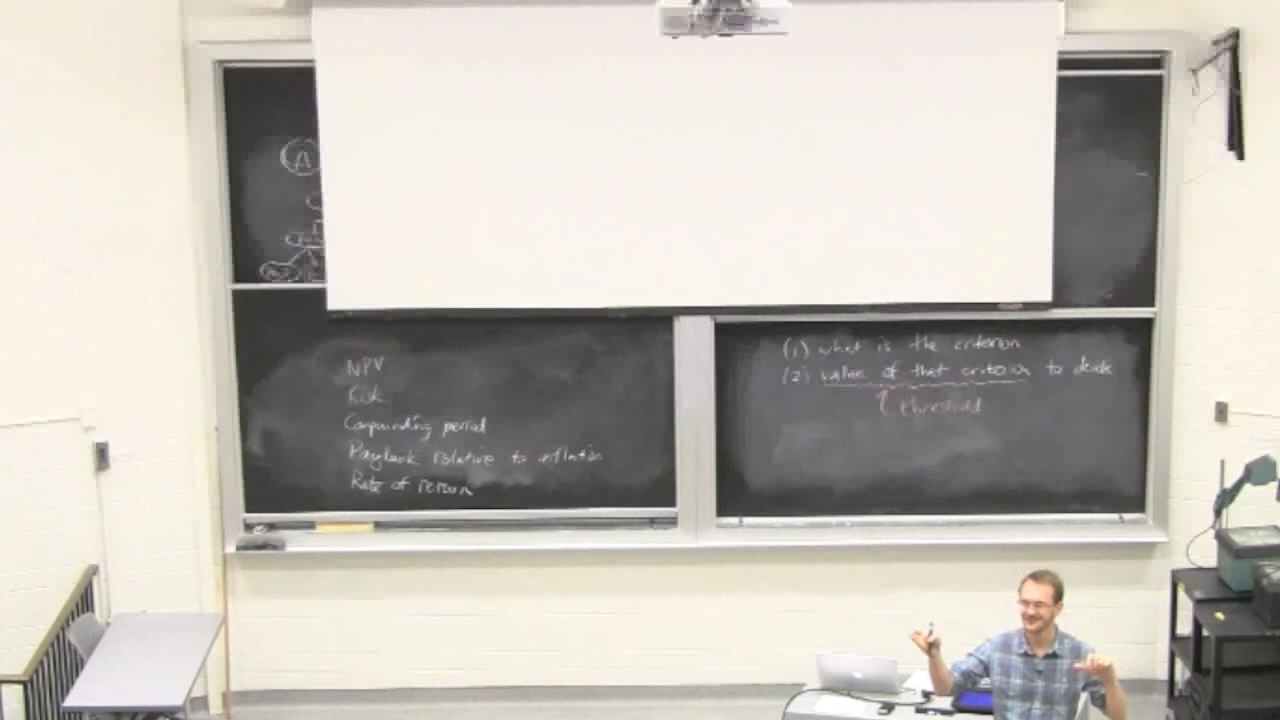 A
NPV
Risk
Compounding period
Payback relative to inflation
Rate of return
(1) what is the criterion
(2) value of that criterion to decide
threshold